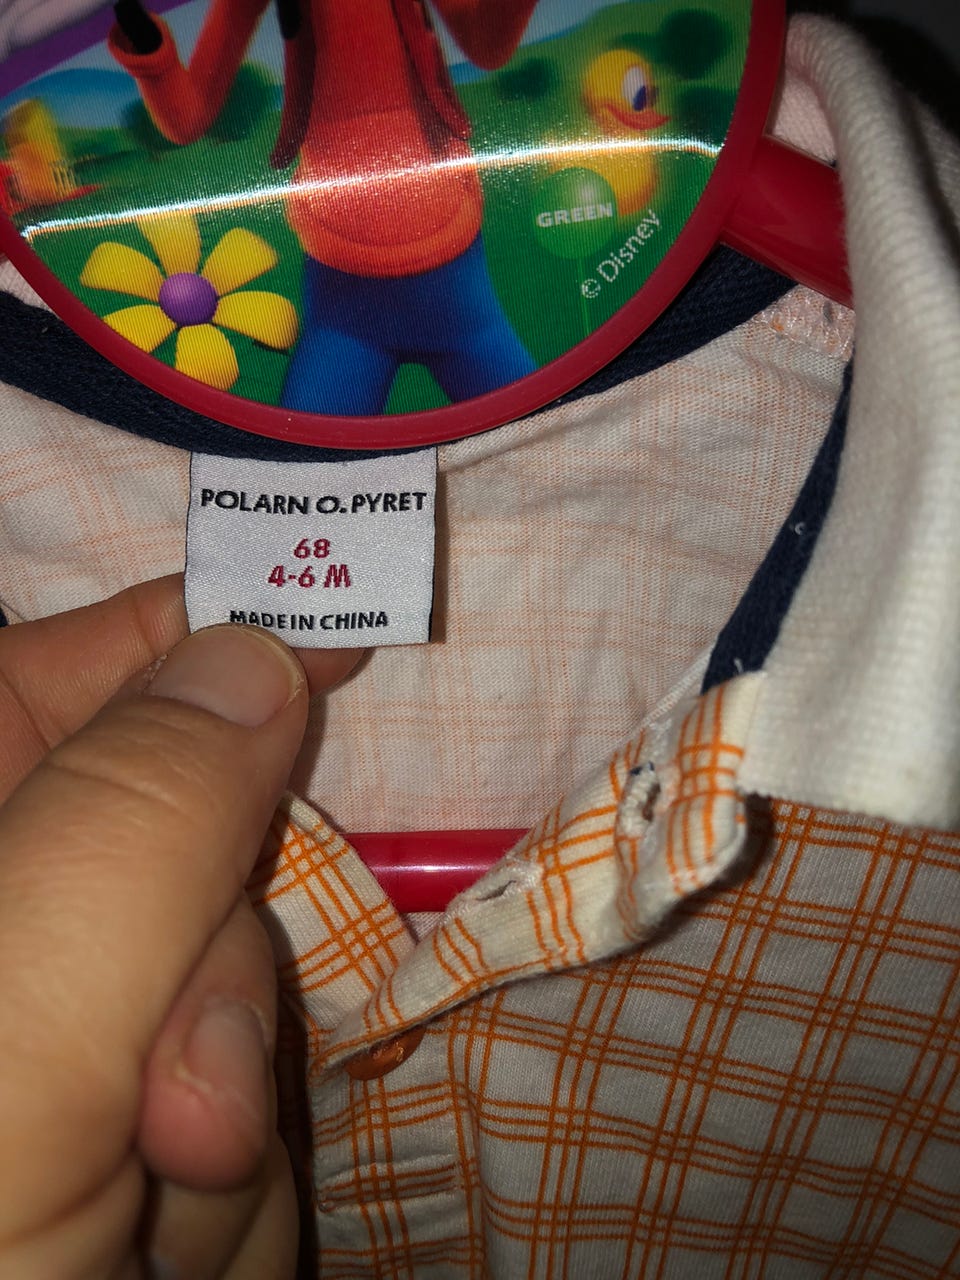 GREEN
© Disney
POLARN O. PYRET
68
4-6 M
MADE IN CHINA